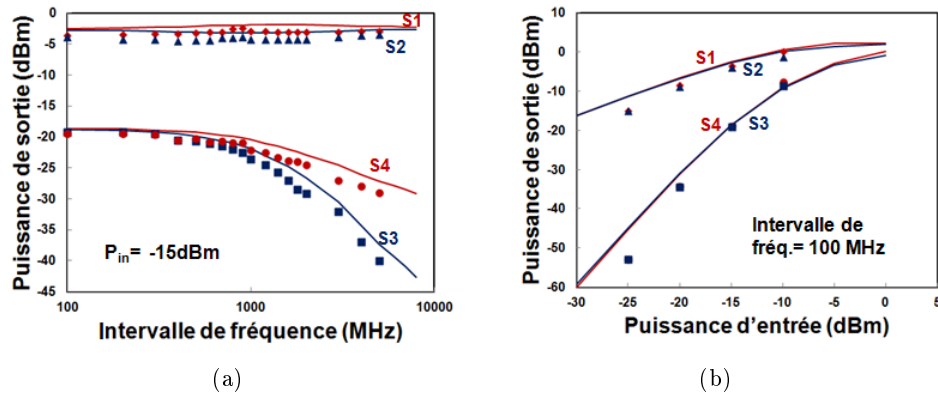 Puissance de sortie (dBm)
0
-5
-10
-15
-20
-25
-30
-35
-40
-45
S1
S2
S4
S3
P_in= -15dBm
100
1000
10000
Intervalle de fréquence (MHz)
(a)
Puissance de sortie (dBm)
10
0
-10
-20
-30
-40
-50
-60
S1
S2
S4
S3
Intervalle de
fréq.= 100 MHz
-30
-25
-20
-15
-10
-5
0
5
Puissance d'entrée (dBm)
(b)